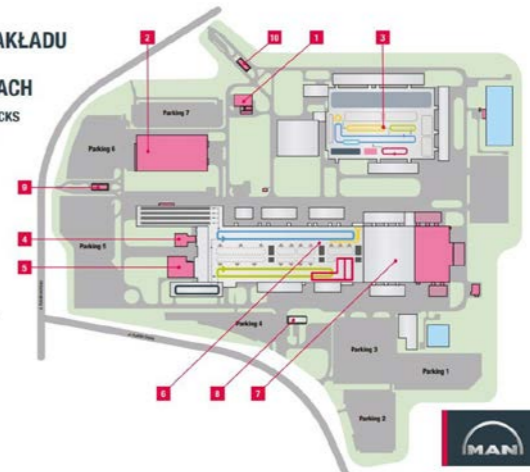 AKŁADU
ACH
CKS
2
10
1
3
Parking 7
Parking 6
9
4
Parking 5
5
Parking 4
Parking 3
Parking 1
6
8
7
Parking 2
MAN